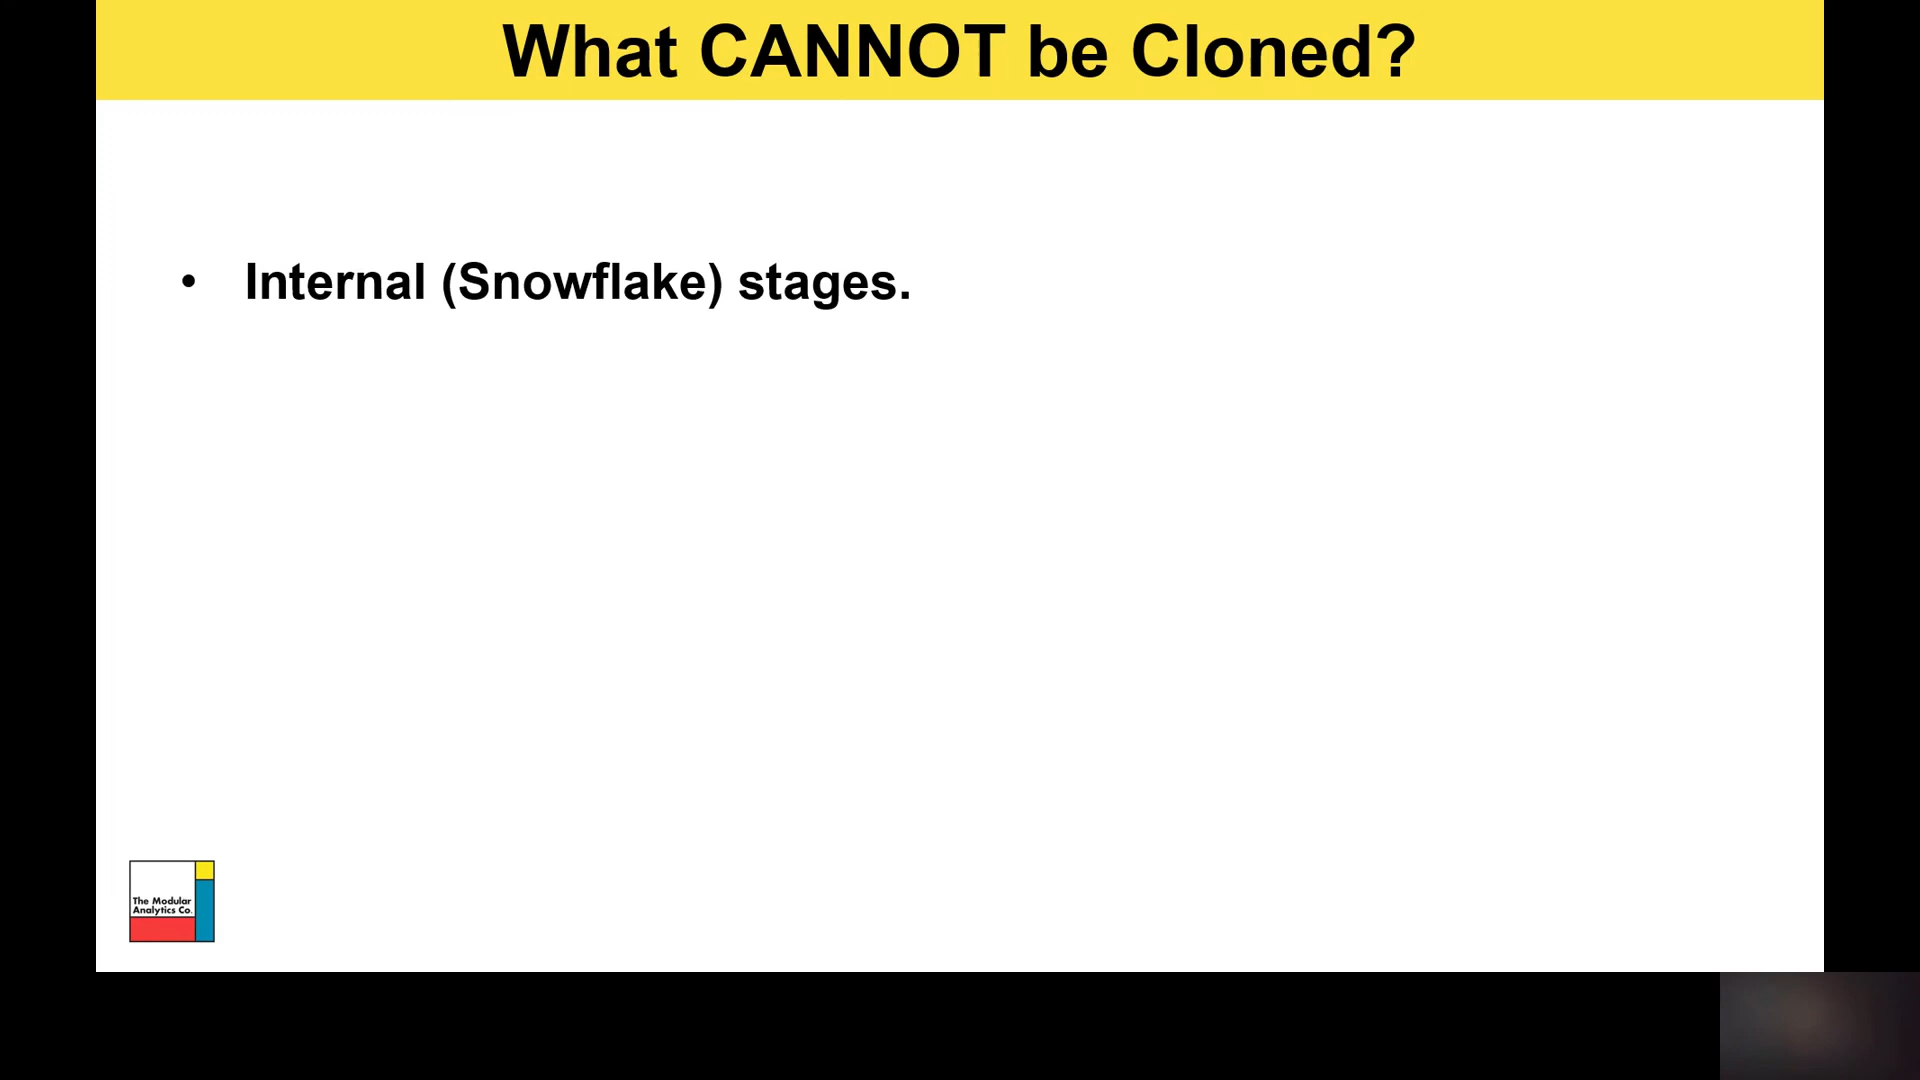 What CANNOT be Cloned?
• Internal (Snowflake) stages.
The Modular
Analytics Co.